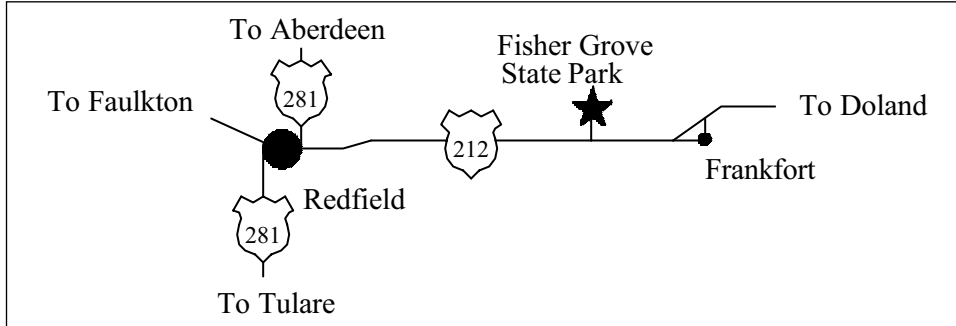 To Aberdeen
Fisher Grove
State Park
281
To Faulkton
To Doland
212
Frankfort
Redfield
281
To Tulare